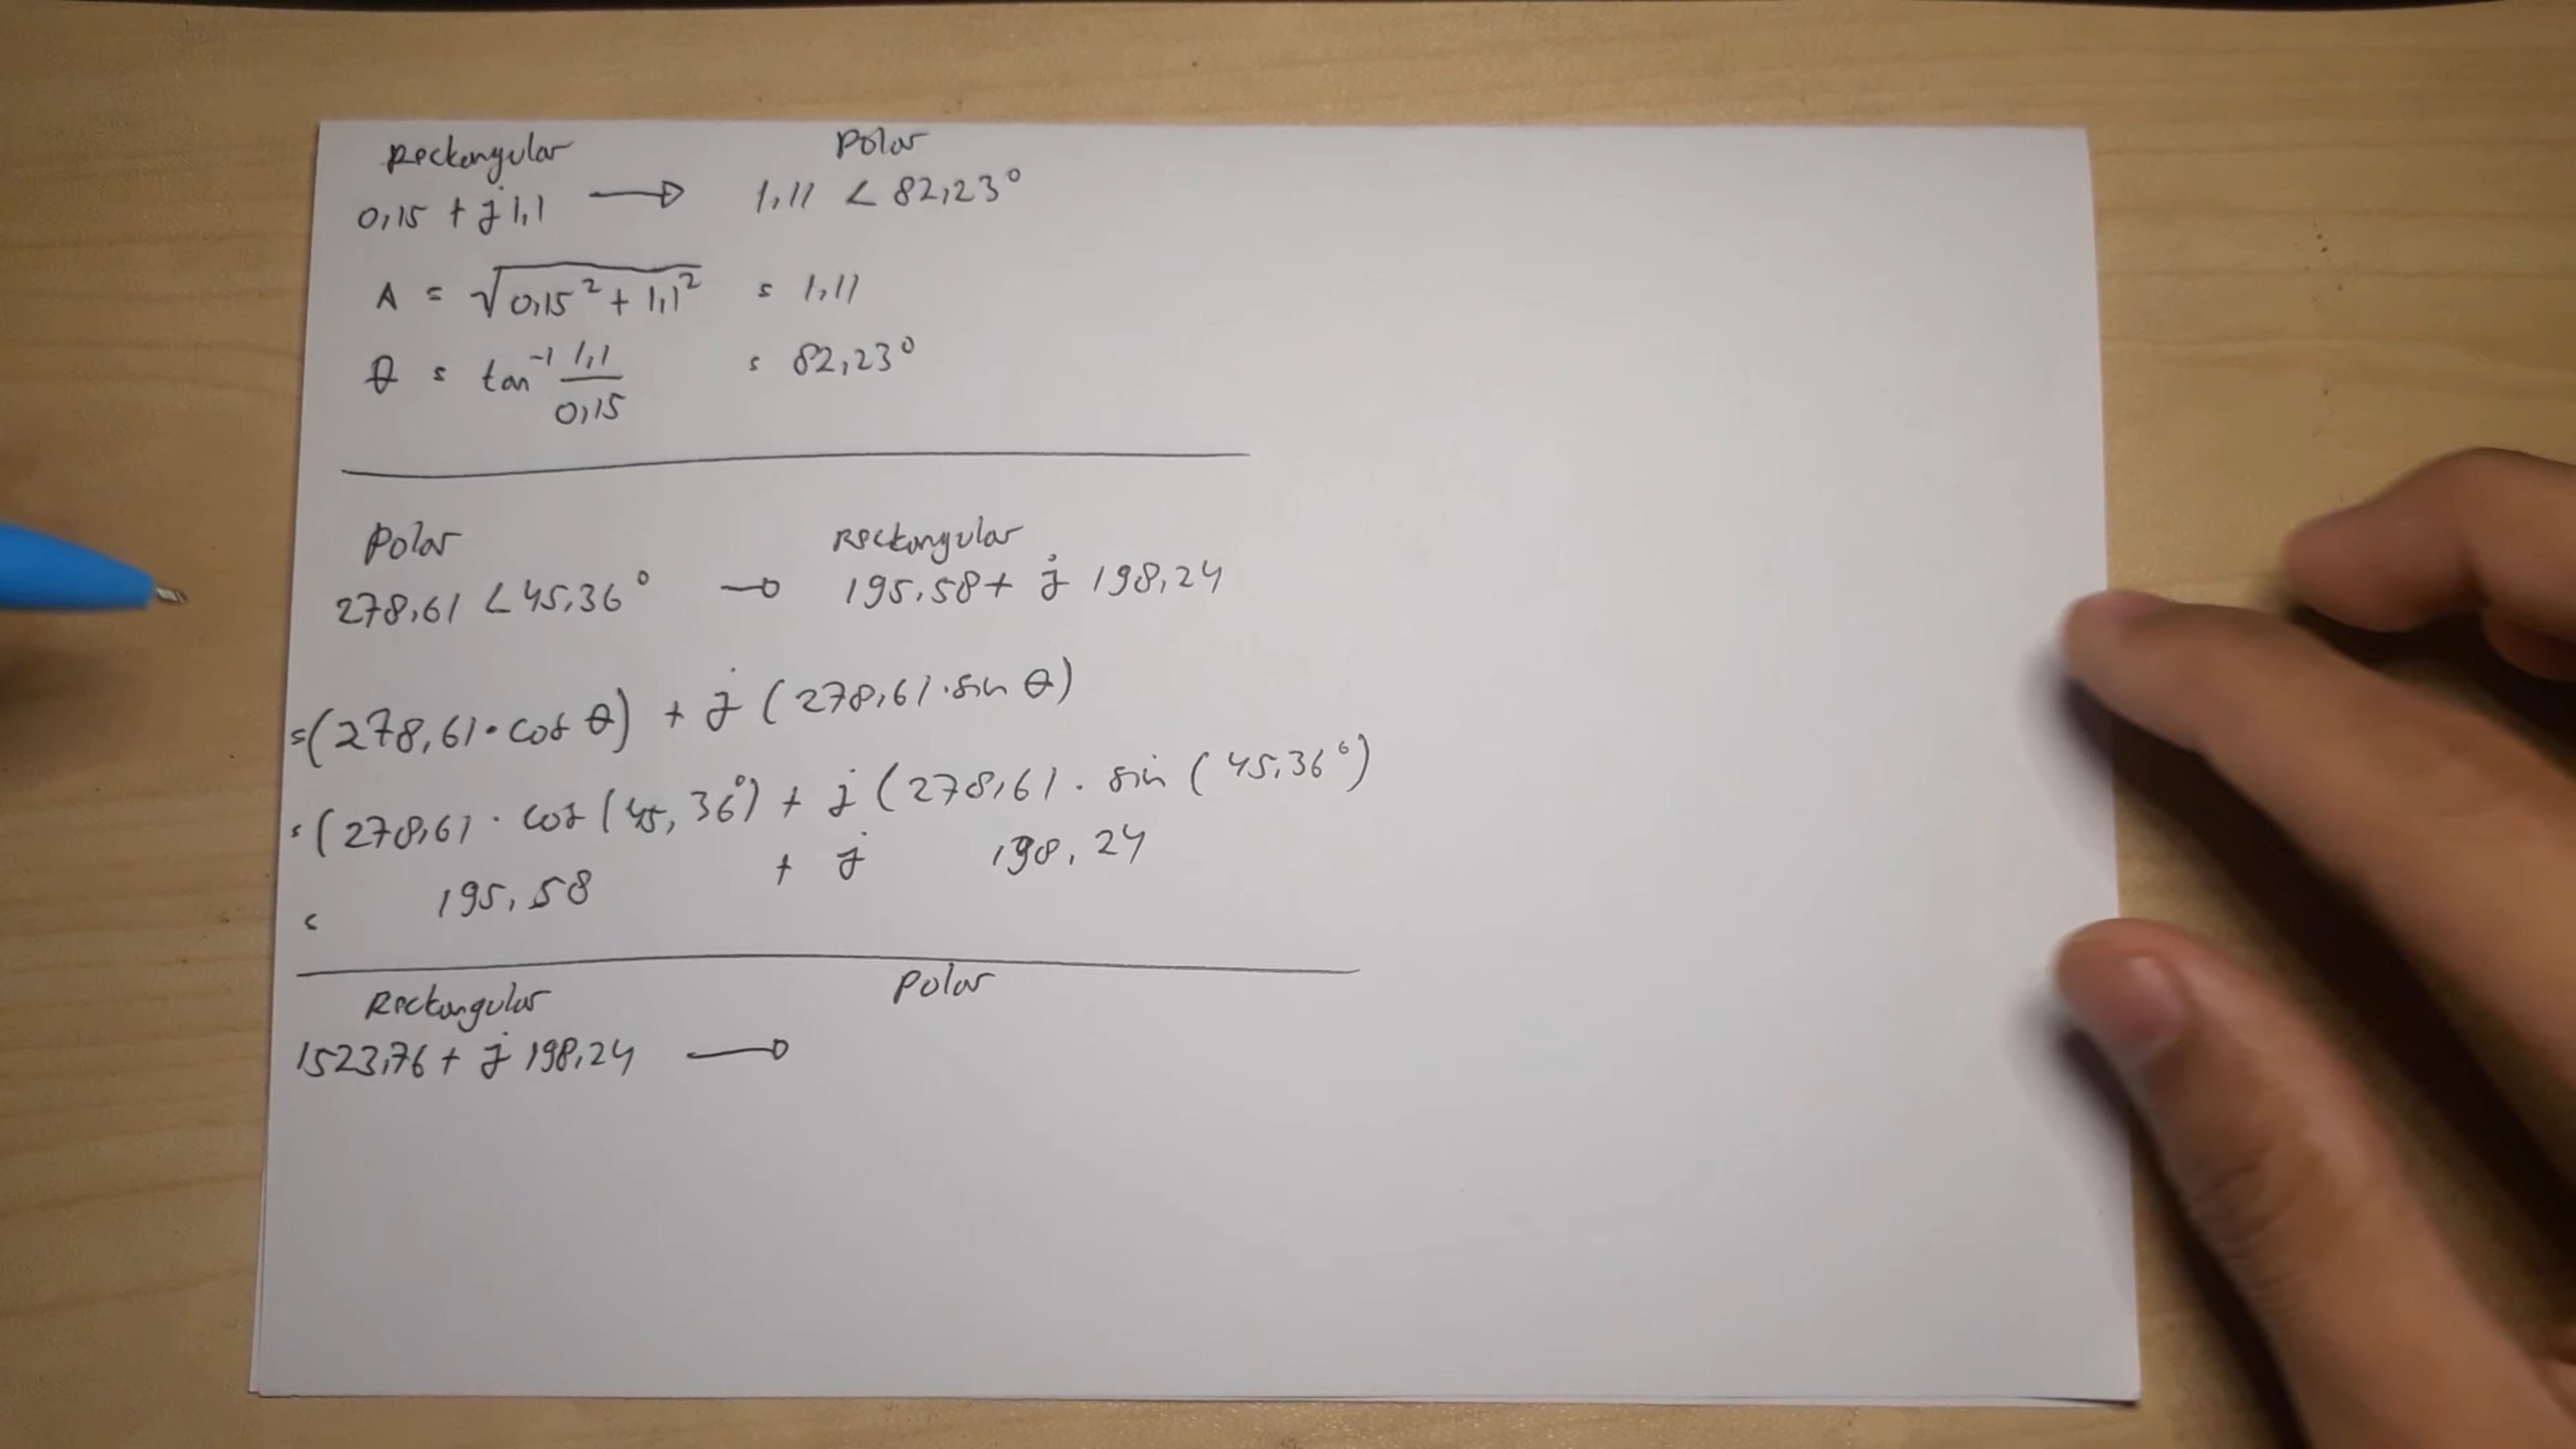 Rectangular Polar
0,15 + j 1,1 → 1,11 < 82,23°
A = √0,15² + 1,1² = 1,11
θ = tan⁻¹ 1,1/0,15 = 82,23°
Polar Rectangular
278,61 < 45,36° → 195,58 + j 198,24
=(278,61 · cos θ) + j (278,61 · sin θ)
=(278,61 · cos (45,36°) + j (278,61 · sin (45,36°)
= 195,58 + j 198,24
Rectangular Polar
1523,76 + j 198,24 →